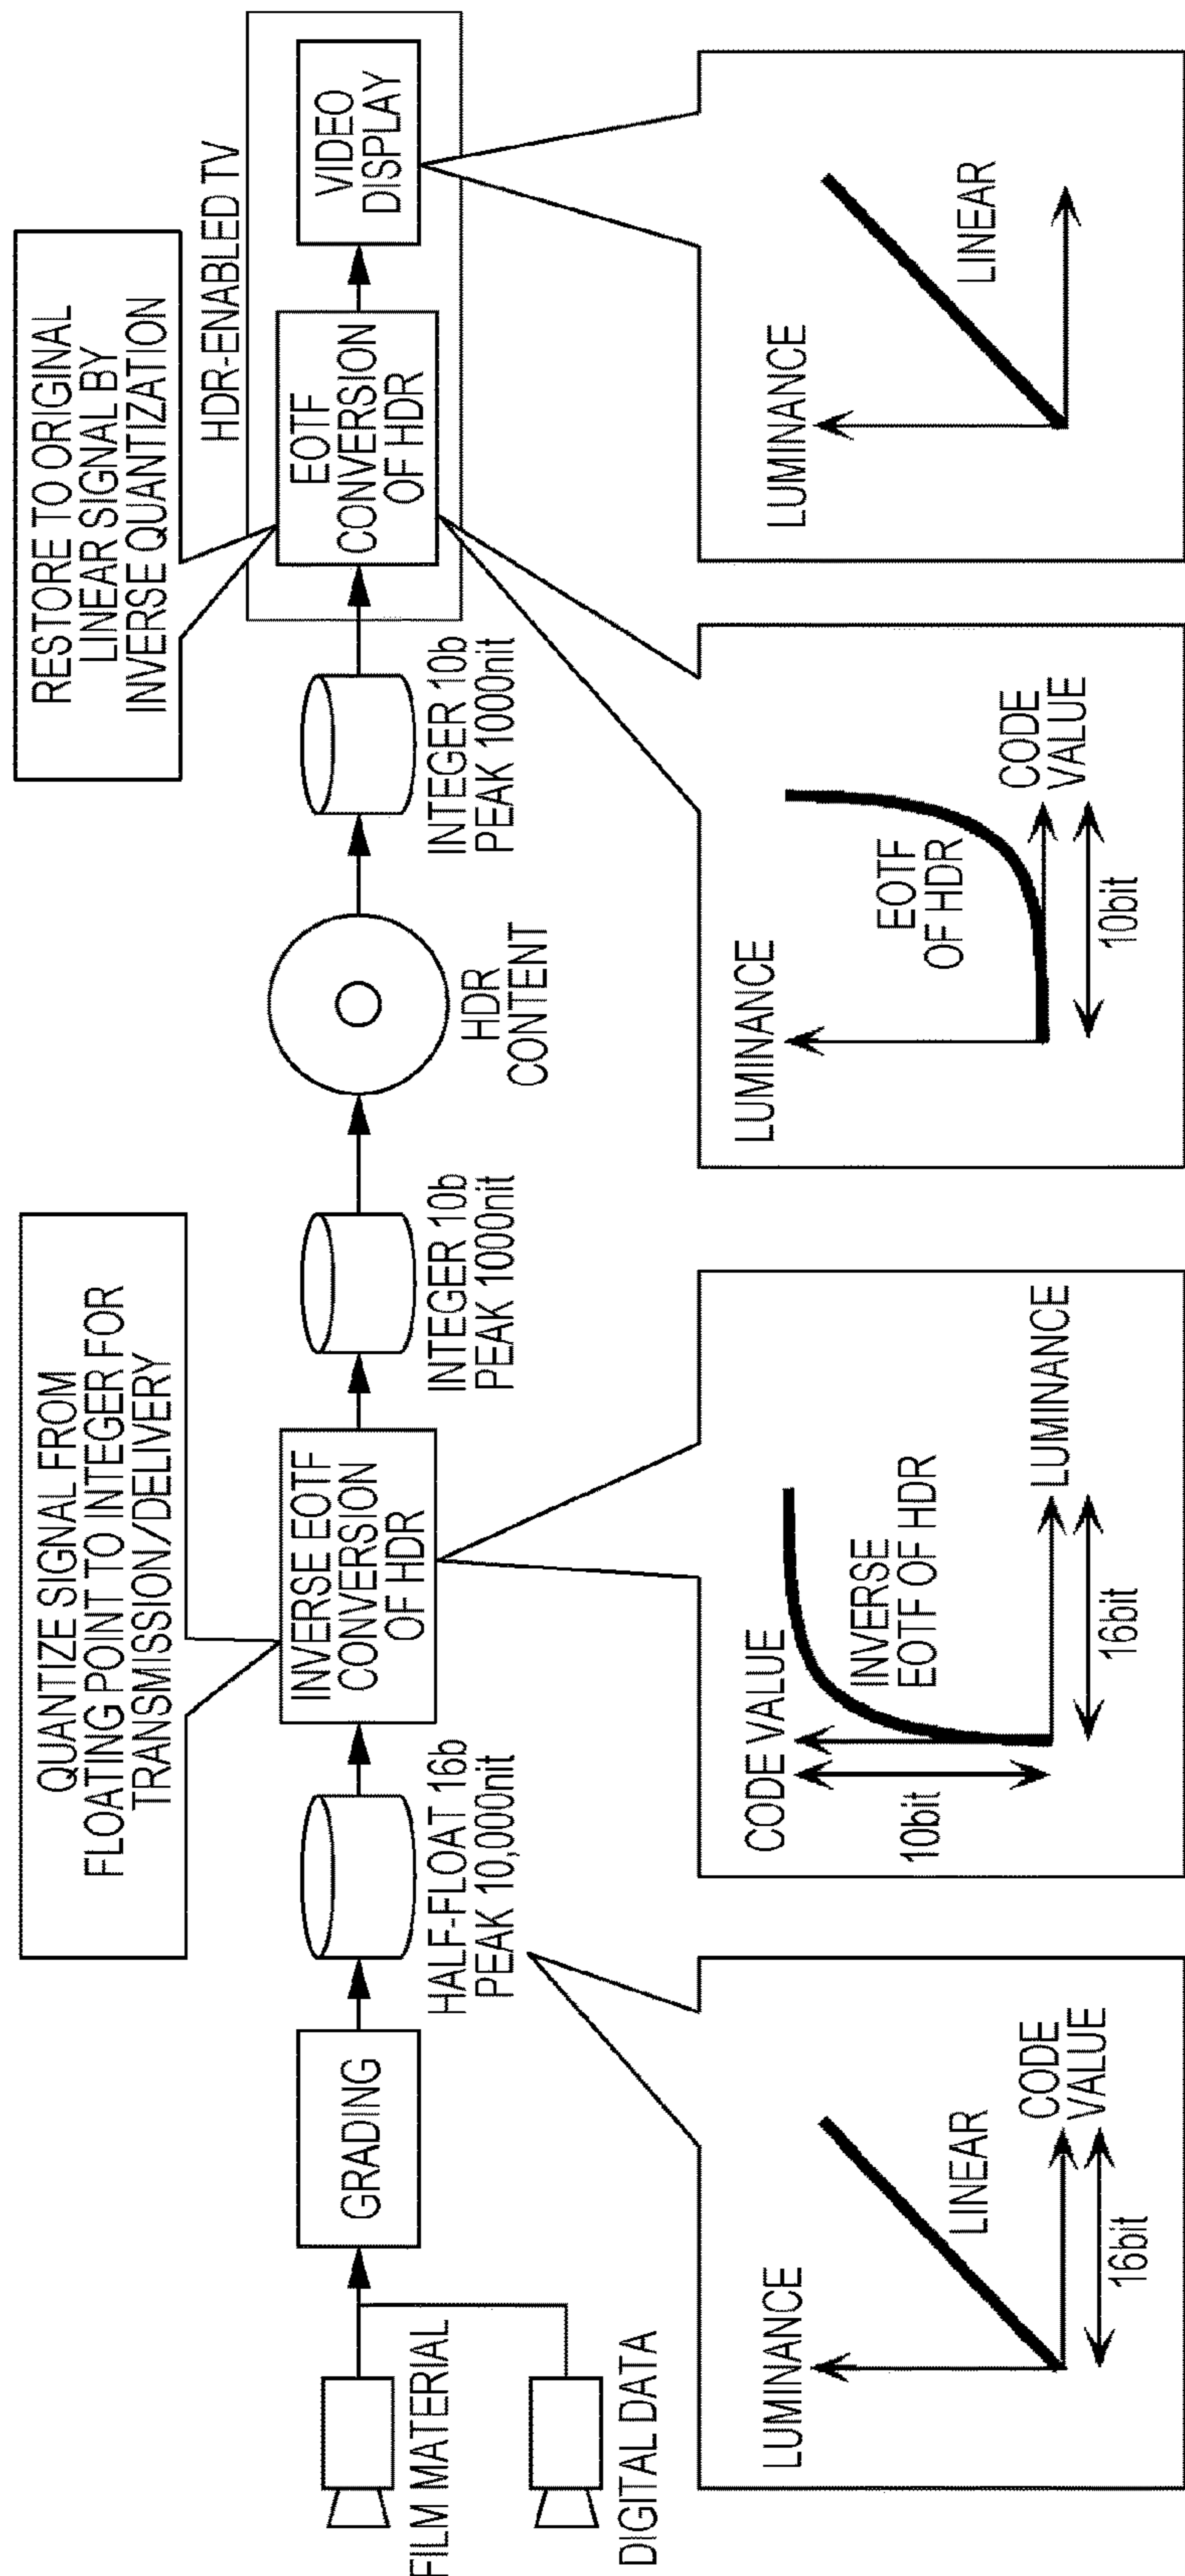 QUANTIZE SIGNAL FROM
FLOATING POINT TO INTEGER FOR
TRANSMISSION/DELIVERY
RESTORE TO ORIGINAL
LINEAR SIGNAL BY
INVERSE QUANTIZATION
HDR-ENABLED TV
FILM MATERIAL
DIGITAL DATA
GRADING
HALF-FLOAT 16b
PEAK 10,000nit
INVERSE EOTF
CONVERSION
OF HDR
INTEGER 10b
PEAK 1000nit
HDR
CONTENT
INTEGER 10b
PEAK 1000nit
EOTF
CONVERSION
OF HDR
VIDEO
DISPLAY
LUMINANCE
LINEAR
CODE
VALUE
16bit
CODE VALUE
10bit
INVERSE
EOTF OF HDR
LUMINANCE
16bit
LUMINANCE
EOTF
OF HDR
CODE
VALUE
10bit
LUMINANCE
LINEAR